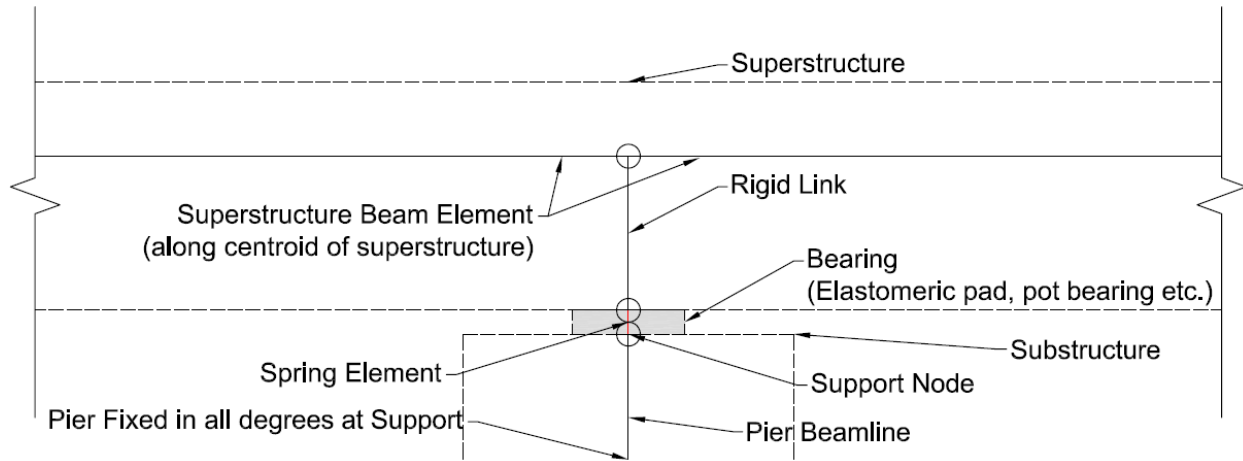 Superstructure
Rigid Link
Superstructure Beam Element
(along centroid of superstructure)
Bearing
(Elastomeric pad, pot bearing etc.)
Substructure
Spring Element
Support Node
Pier Fixed in all degrees at Support
Pier Beamline